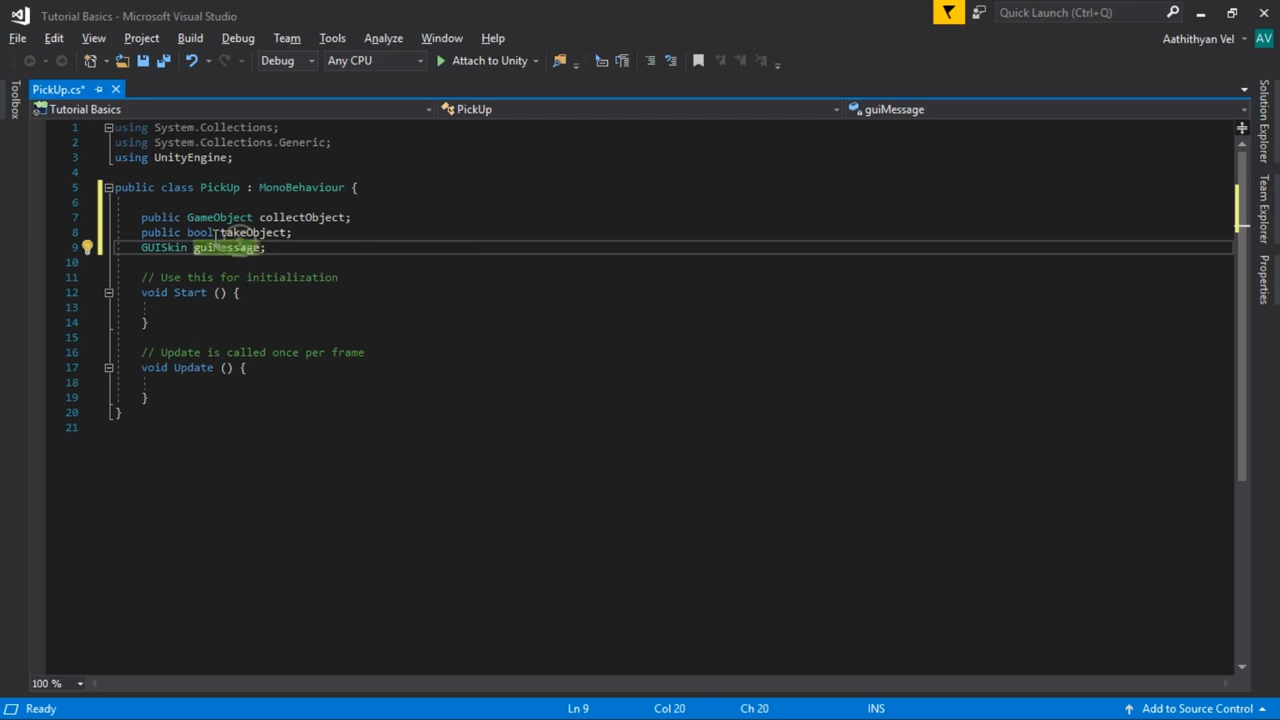 Tutorial Basics - Microsoft Visual Studio
Quick Launch (Ctrl+Q)
File Edit View Project Build Debug Team Tools Analyze Window Help
Aathithyan Vel AV
Debug Any CPU Attach to Unity
PickUp.cs*
Tutorial Basics PickUp guiMessage
Toolbox
Solution Explorer
Team Explorer
Properties
1 using System.Collections;
2 using System.Collections.Generic;
3 using UnityEngine;
4
5 public class PickUp : MonoBehaviour {
6
7 public GameObject collectObject;
8 public bool takeObject;
9 GUISkin guiMessage;
10
11 // Use this for initialization
12 void Start () {
13
14 }
15
16 // Update is called once per frame
17 void Update () {
18
19 }
20 }
21
100 %
Ready Ln 9 Col 20 Ch 20 INS Add to Source Control